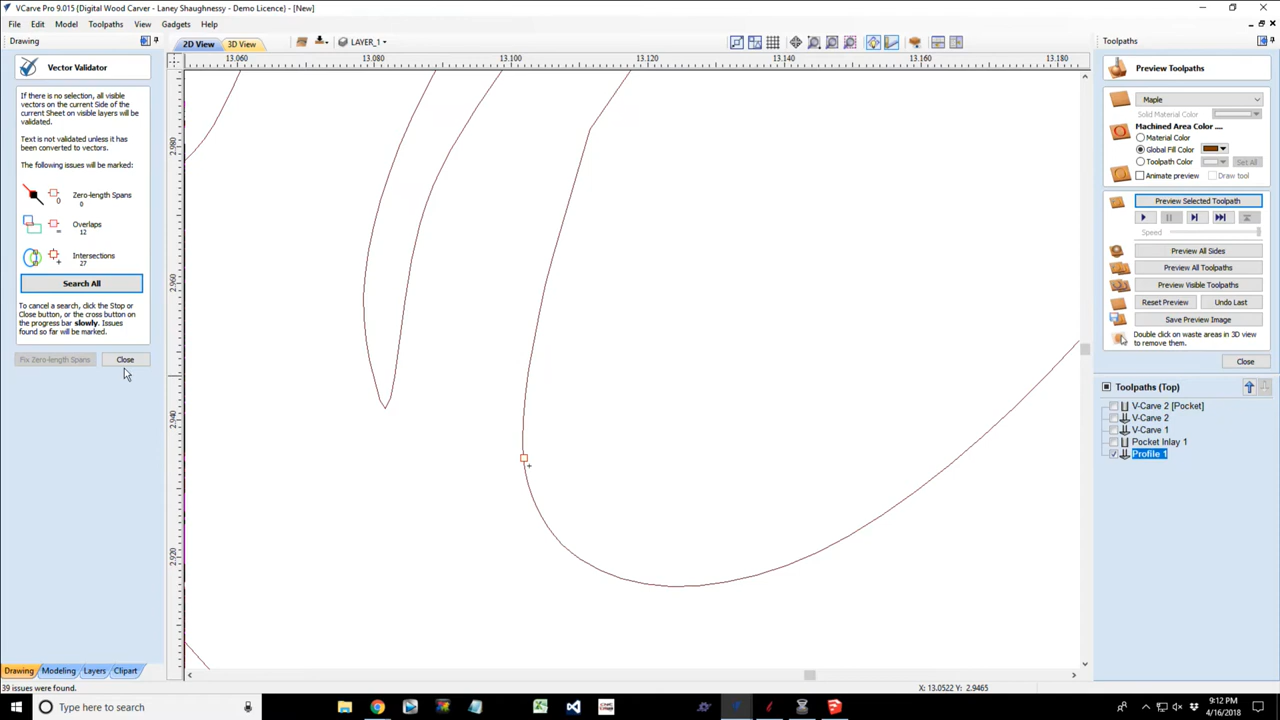 VCarve Pro 9.015 {Digital Wood Carver - Laney Shaughnessy - Demo Licence} - [New]
File Edit Model Toolpaths View Gadgets Help
Drawing
2D View 3D View LAYER_1
Toolpaths
13.060 13.080 13.100 13.120 13.140 13.160 13.180
Vector Validator
If there is no selection, all visible
vectors on the current Side of the
current Sheet on visible layers will be
validated.
Text is not validated unless it has
been converted to vectors.
The following issues will be marked:
Zero-length Spans
0
Overlaps
12
Intersections
27
Search All
To cancel a search, click the Stop or
Close button, or the cross button on
the progress bar slowly. Issues
found so far will be marked.
Fix Zero-length Spans Close
2.980
2.960
2.940
2.920
Preview Toolpaths
Maple
Solid Material Color
Machined Area Color ....
Material Color
Global Fill Color
Toolpath Color Set All
Animate preview Draw tool
Preview Selected Toolpath
Speed
Preview All Sides
Preview All Toolpaths
Preview Visible Toolpaths
Reset Preview Undo Last
Save Preview Image
Double click on waste areas in 3D view
to remove them.
Close
Toolpaths (Top)
V-Carve 2 [Pocket]
V-Carve 2
V-Carve 1
Pocket Inlay 1
Profile 1
Drawing Modeling Layers Clipart
39 issues were found.
X: 13.0522 Y: 2.9465
Type here to search
9:12 PM
4/16/2018